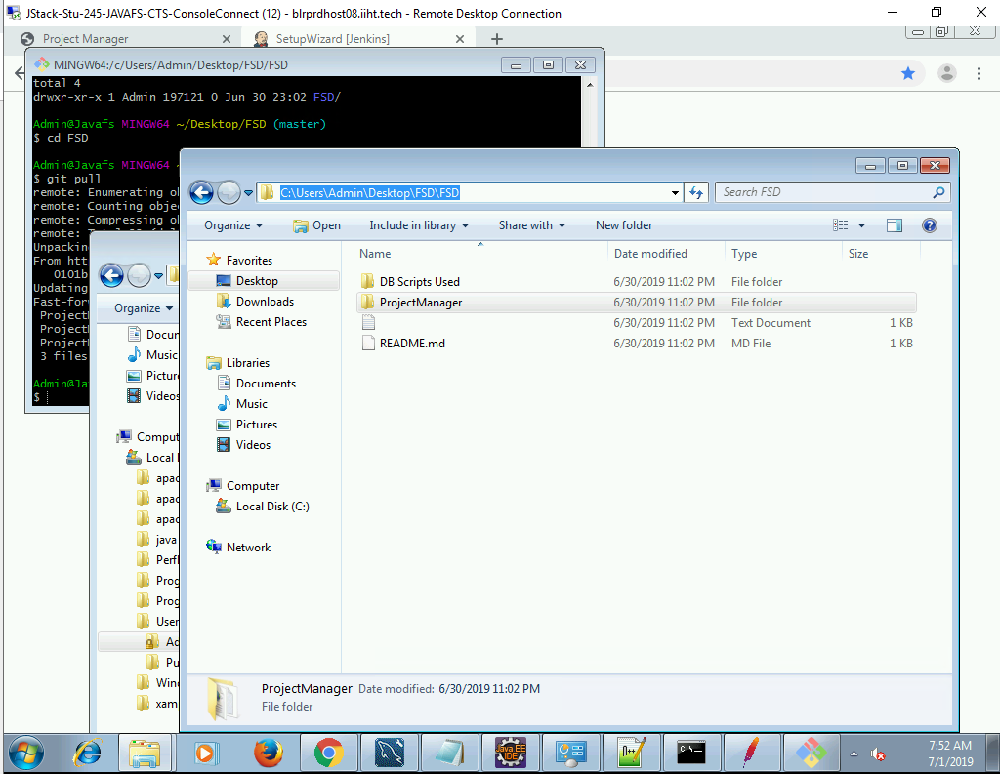 JStack-Stu-245-JAVAFS-CTS-ConsoleConnect (12) - blrprdhost08.iiht.tech - Remote Desktop Connection
Project Manager
SetupWizard [Jenkins]
MINGW64:/c/Users/Admin/Desktop/FSD/FSD
total 4
drwxr-xr-x 1 Admin 197121 0 Jun 30 23:02 FSD/
Admin@Javafs MINGW64 ~/Desktop/FSD (master)
$ cd FSD
Admin@Javafs MINGW64 ~
$ git pull
remote: Enumerating ob
remote: Counting objec
remote: Compressing ob
Unpackin
From htt
0101b
Updating
Fast-for
Project
Project
Project
3 files
Admin@Ja
$
Organize
Docum
Music
Picture
Videos
Comput
Local
apac
apac
apac
java
Perfl
Prog
Prog
User
Ad
Pu
Wind
xam
C:\Users\Admin\Desktop\FSD\FSD
Search FSD
Organize Open Include in library Share with New folder
Favorites
Desktop
Downloads
Recent Places
Libraries
Documents
Music
Pictures
Videos
Computer
Local Disk (C:)
Network
Name Date modified Type Size
DB Scripts Used 6/30/2019 11:02 PM File folder
ProjectManager 6/30/2019 11:02 PM File folder
6/30/2019 11:02 PM Text Document 1 KB
README.md 6/30/2019 11:02 PM MD File 1 KB
ProjectManager Date modified: 6/30/2019 11:02 PM
File folder
Java EE
IDE
C:\_
7:52 AM
7/1/2019